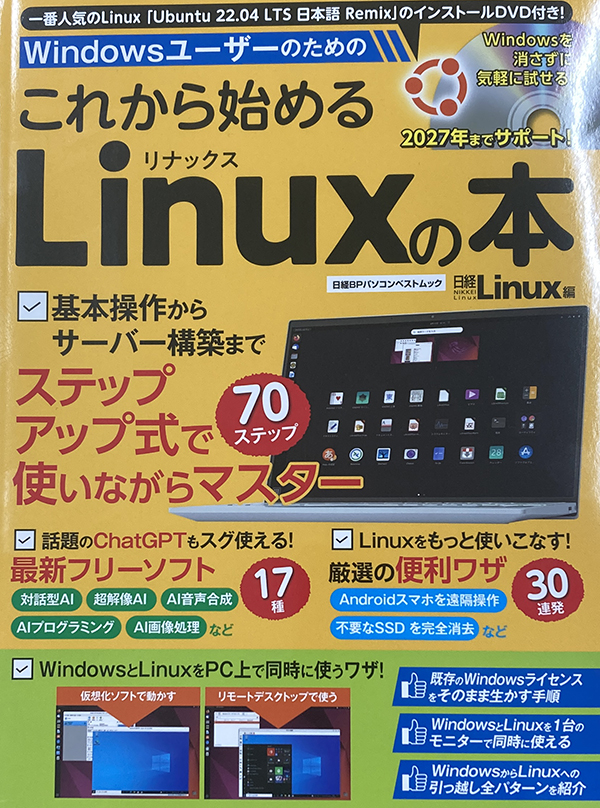 一番人気のLinux「Ubuntu 22.04 LTS 日本語 Remix」のインストールDVD付き!
Windowsユーザーのための
Windowsを
消さずに
気軽に試せる
2027年までサポート!
これから始める
リナックス
Linuxの本
日経BPパソコンベストムック
日経
NIKKEI
Linux
Linux編
基本操作から
サーバー構築まで
ステップ
アップ式で
使いながらマスター
70
ステップ
話題のChatGPTもスグ使える!
最新フリーソフト
17
種
対話型AI
超解像AI
AI音声合成
AIプログラミング
AI画像処理
など
Linuxをもっと使いこなす!
厳選の便利ワザ
30
連発
Androidスマホを遠隔操作
不要なSSDを完全消去
など
WindowsとLinuxをPC上で同時に使うワザ!
仮想化ソフトで動かす
リモートデスクトップで使う
既存のWindowsライセンス
をそのまま生かす手順
WindowsとLinuxを1台の
モニターで同時に使える
WindowsからLinuxへの
引っ越し全パターンを紹介